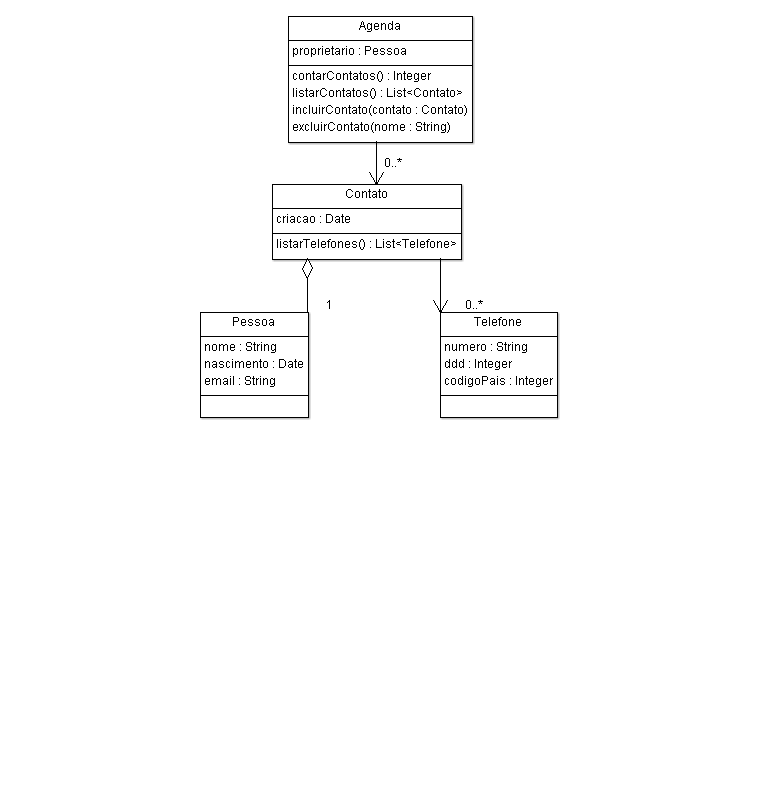 Agenda
proprietario : Pessoa
contarContatos() : Integer
listarContatos() : List<Contato>
incluirContato(contato : Contato)
excluirContato(nome : String)
0..*
Contato
criacao : Date
listarTelefones() : List<Telefone>
1
0..*
Pessoa
nome : String
nascimento : Date
email : String
Telefone
numero : String
ddd : Integer
codigoPais : Integer